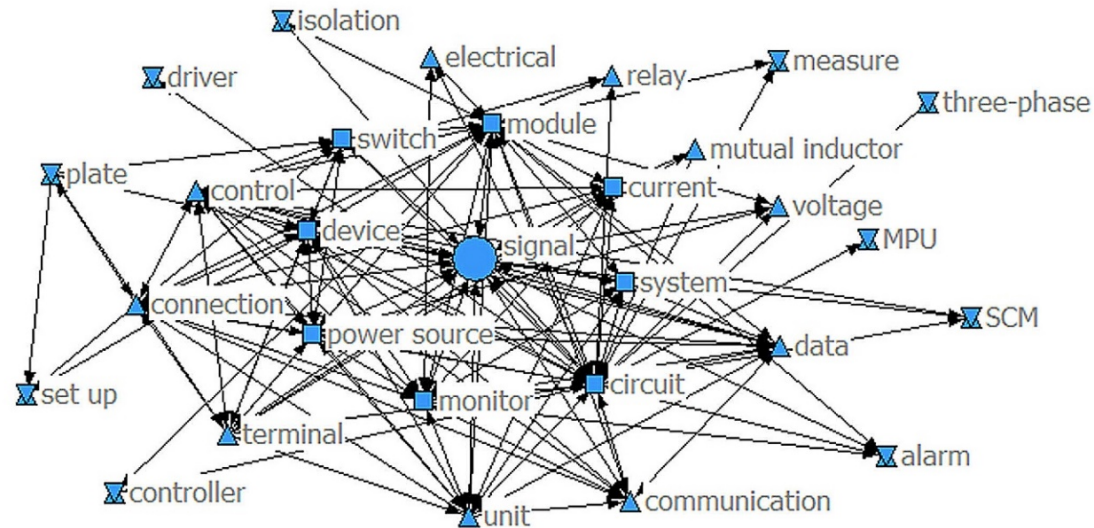 isolation
electrical
relay
measure
driver
three-phase
module
switch
mutual inductor
plate
control
current
voltage
device
signal
MPU
system
connection
power source
SCM
data
set up
monitor
circuit
terminal
alarm
controller
unit
communication